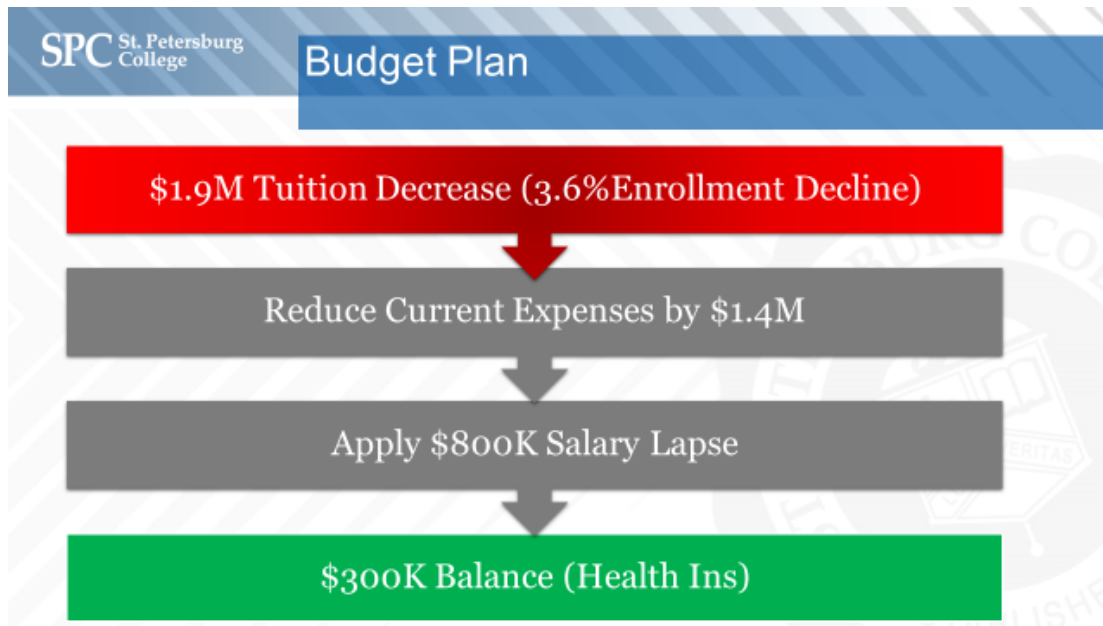 SPC St. Petersburg
College
Budget Plan
$1.9M Tuition Decrease (3.6%Enrollment Decline)
Reduce Current Expenses by $1.4M
Apply $800K Salary Lapse
$300K Balance (Health Ins)